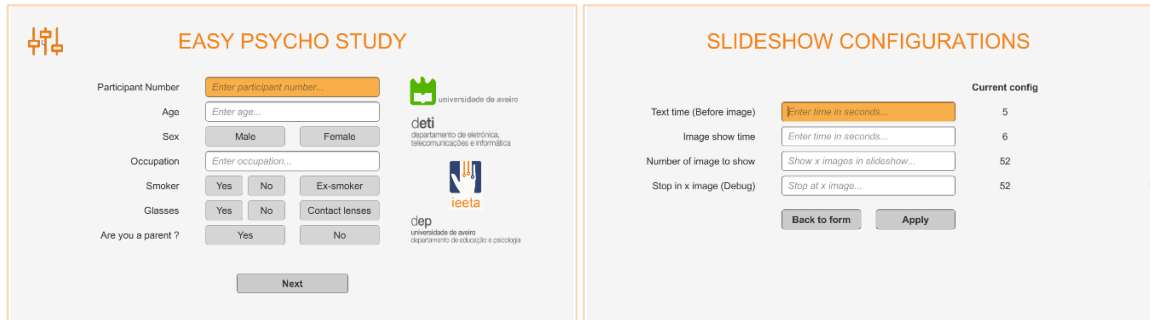 EASY PSYCHO STUDY
Participant Number Enter participant number...
Age Enter age...
Sex Male Female
Occupation Enter occupation...
Smoker Yes No Ex-smoker
Glasses Yes No Contact lenses
Are you a parent ? Yes No
Next
universidade de aveiro
deti
departamento de eletrónica,
telecomunicações e informática
ieeta
dep
universidade de aveiro
departamento de educação e psicologia
SLIDESHOW CONFIGURATIONS
Current config
Text time (Before image) Enter time in seconds... 5
Image show time Enter time in seconds... 6
Number of image to show Show x images in slideshow... 52
Stop in x image (Debug) Stop at x image... 52
Back to form Apply